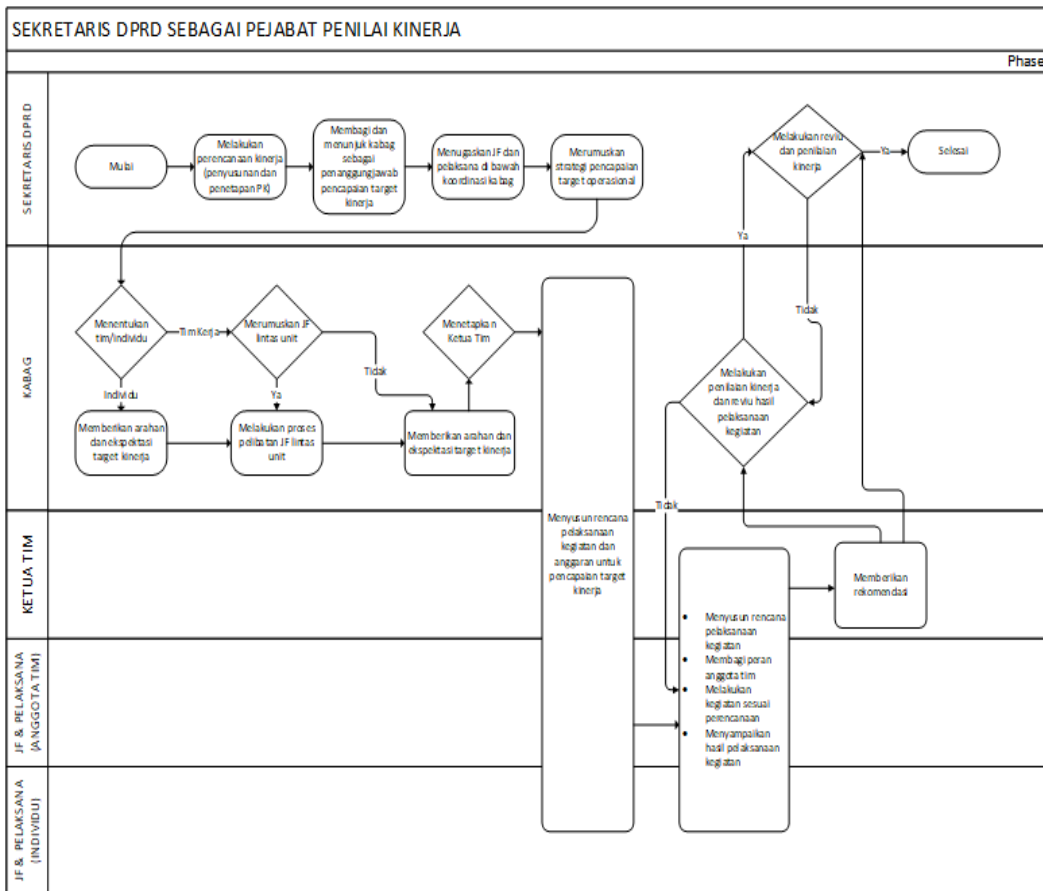 SEKRETARIS DPRD SEBAGAI PEJABAT PENILAI KINERJA
Phase
SEKRETARIS DPRD
Mulai
Melakukan
perencanaan kinerja
(penyusunan dan
penetapan PK)
Membagi dan
menunjuk kabag
sebagai
penanggungjawab
pencapaian target
kinerja
Menugaskan JF dan
pelaksana di bawah
koordinasi kabag
Merumuskan
strategi pencapaian
target operasional
Melakukan reviu
dan penilaian
kinerja
Ya
Selesai
Ya
Tidak
KABAG
Menentukan
tim/individu
Tim Kerja
Merumuskan JF
lintas unit
Tidak
Menetapkan
Ketua Tim
Individu
Ya
Memberikan arahan
dan ekspektasi
target kinerja
Melakukan proses
pelibatan JF lintas
unit
Memberikan arahan dan
ekspektasi target kinerja
Melakukan
penilaian kinerja
dan reviu hasil
pelaksanaan
kegiatan
Tidak
KETUA TIM
Menyusun rencana
pelaksanaan
kegiatan dan
anggaran untuk
pencapaian target
kinerja
Memberikan
rekomendasi
• Menyusun rencana
pelaksanaan
kegiatan
• Membagi peran
anggota tim
• Melakukan
kegiatan sesuai
perencanaan
• Menyampaikan
hasil pelaksanaan
kegiatan
JF & PELAKSANA
(ANGGOTA TIM)
JF & PELAKSANA
(INDIVIDU)